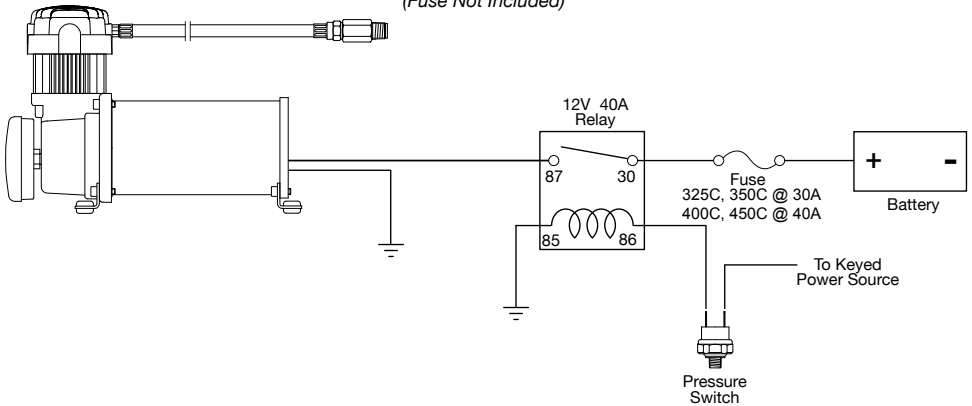 (Fuse Not Included)
12V 40A
Relay
87
30
85
86
Fuse
325C, 350C @ 30A
400C, 450C @ 40A
+
-
Battery
To Keyed
Power Source
Pressure
Switch